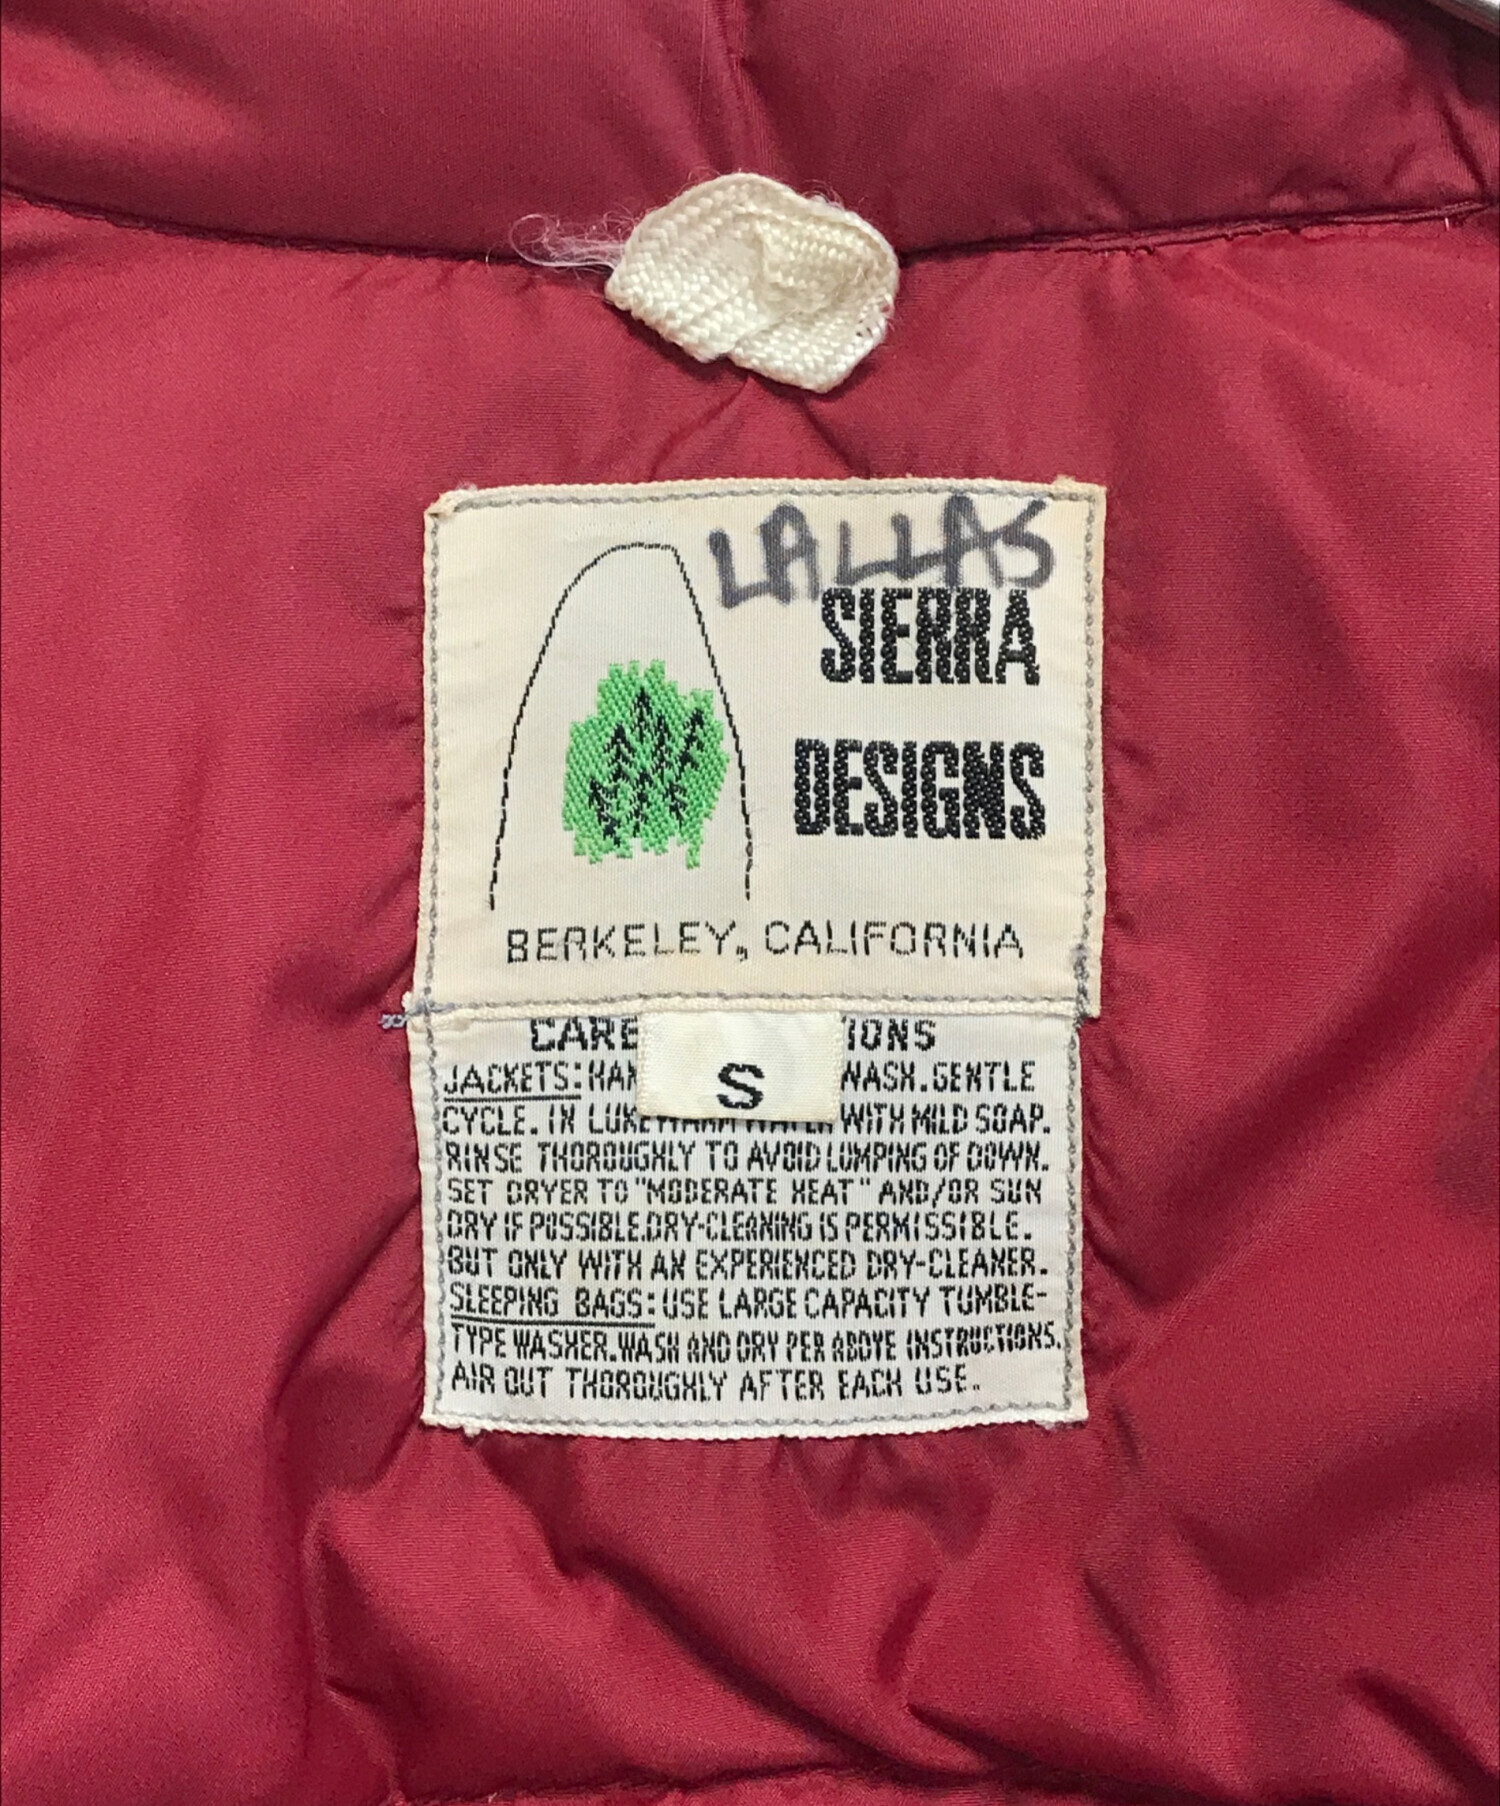 LALLAS
SIERRA
DESIGNS
BERKELEY, CALIFORNIA
S
JACKETS: WASH. GENTLE
CYCLE. IN LUKEWARM WATER WITH MILD SOAP.
RINSE THOROUGHLY TO AVOID LUMPING OF DOWN.
SET DRYER TO "MODERATE HEAT" AND/OR SUN
DRY IF POSSIBLE. DRY-CLEANING IS PERMISSIBLE.
BUT ONLY WITH AN EXPERIENCED DRY-CLEANER.
SLEEPING BAGS: USE LARGE CAPACITY TUMBLE-
TYPE WASHER. WASH AND DRY PER ABOVE INSTRUCTIONS.
AIR OUT THOROUGHLY AFTER EACH USE.